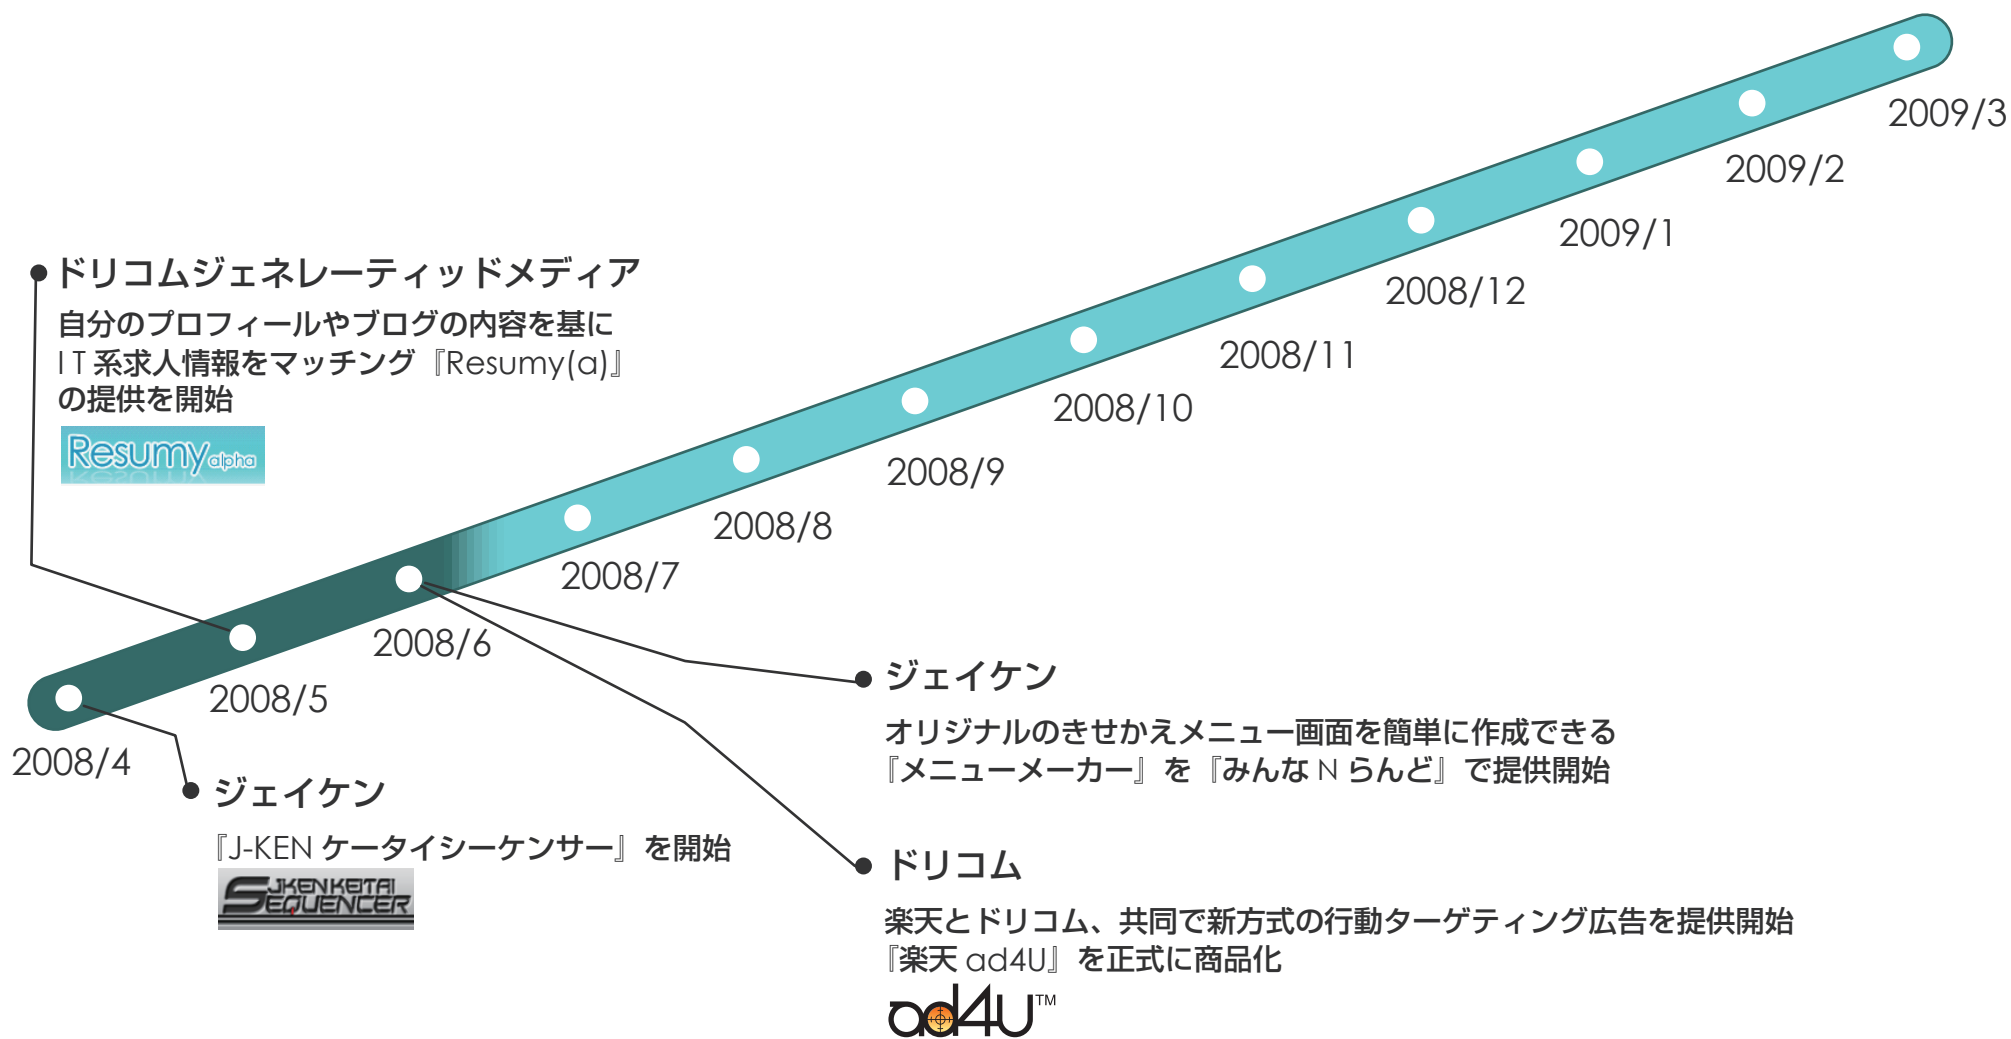 2009/3
2009/2
2009/1
2008/12
2008/11
2008/10
2008/9
2008/8
2008/7
2008/6
2008/5
2008/4
ドリコムジェネレーティッドメディア
自分のプロフィールやブログの内容を基に
IT系求人情報をマッチング『Resumy(α)』
の提供を開始
Resumy alpha
ジェイケン
『J-KEN ケータイシーケンサー』を開始
JKEN KEITAI
SEQUENCER
ジェイケン
オリジナルのきせかえメニュー画面を簡単に作成できる
『メニューメーカー』を『みんな N らんど』で提供開始
ドリコム
楽天とドリコム、共同で新方式の行動ターゲティング広告を提供開始
『楽天 ad4U』を正式に商品化
ad4U™